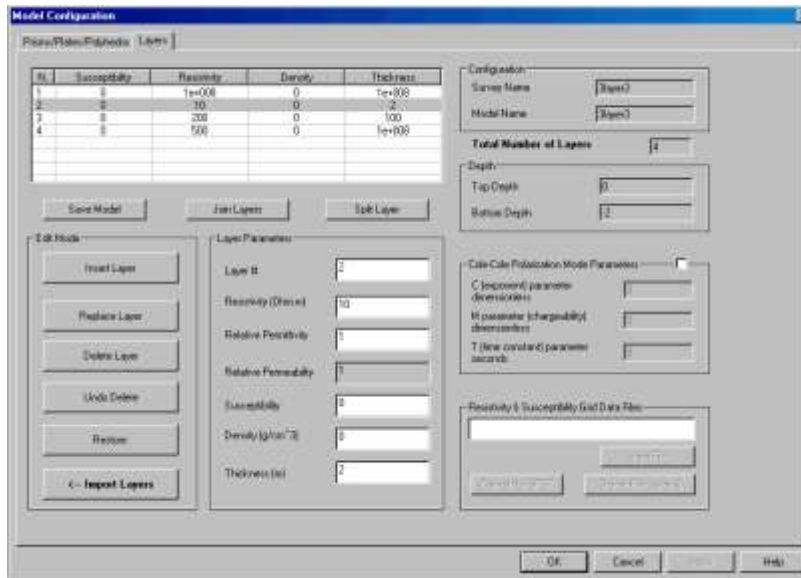 Model Configuration
Prisms/Plates/Polyhedra Layers
N. Susceptibility Resistivity Density Thickness
1 0 1e+008 0 1e+008
2 0 10 0 2
3 0 200 0 100
4 0 500 0 1e+008
Save Model Join Layers Split Layer
Edit Mode
Insert Layer
Replace Layer
Delete Layer
Undo Delete
Restore
<-- Import Layers
Layer Parameters
Layer # 2
Resistivity (Ohm.m) 10
Relative Permittivity 1
Relative Permeability 1
Susceptibility 0
Density (g/cm^3) 0
Thickness (m) 2
Configuration
Survey Name 3layer3
Model Name 3layer3
Total Number of Layers 4
Depth
Top Depth 0
Bottom Depth -2
Cole-Cole Polarization Mode Parameters
C (exponent) parameter
dimensionless
M parameter (chargeability)
dimensionless
T (time constant) parameter
seconds
Resistivity & Susceptibility Grid Data Files
OK Cancel Help